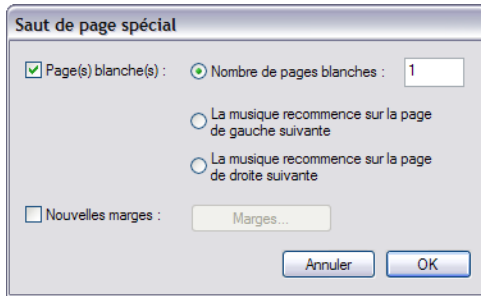 Saut de page spécial
Page(s) blanche(s) : Nombre de pages blanches : 1
La musique recommence sur la page
de gauche suivante
La musique recommence sur la page
de droite suivante
Nouvelles marges : Marges...
Annuler OK